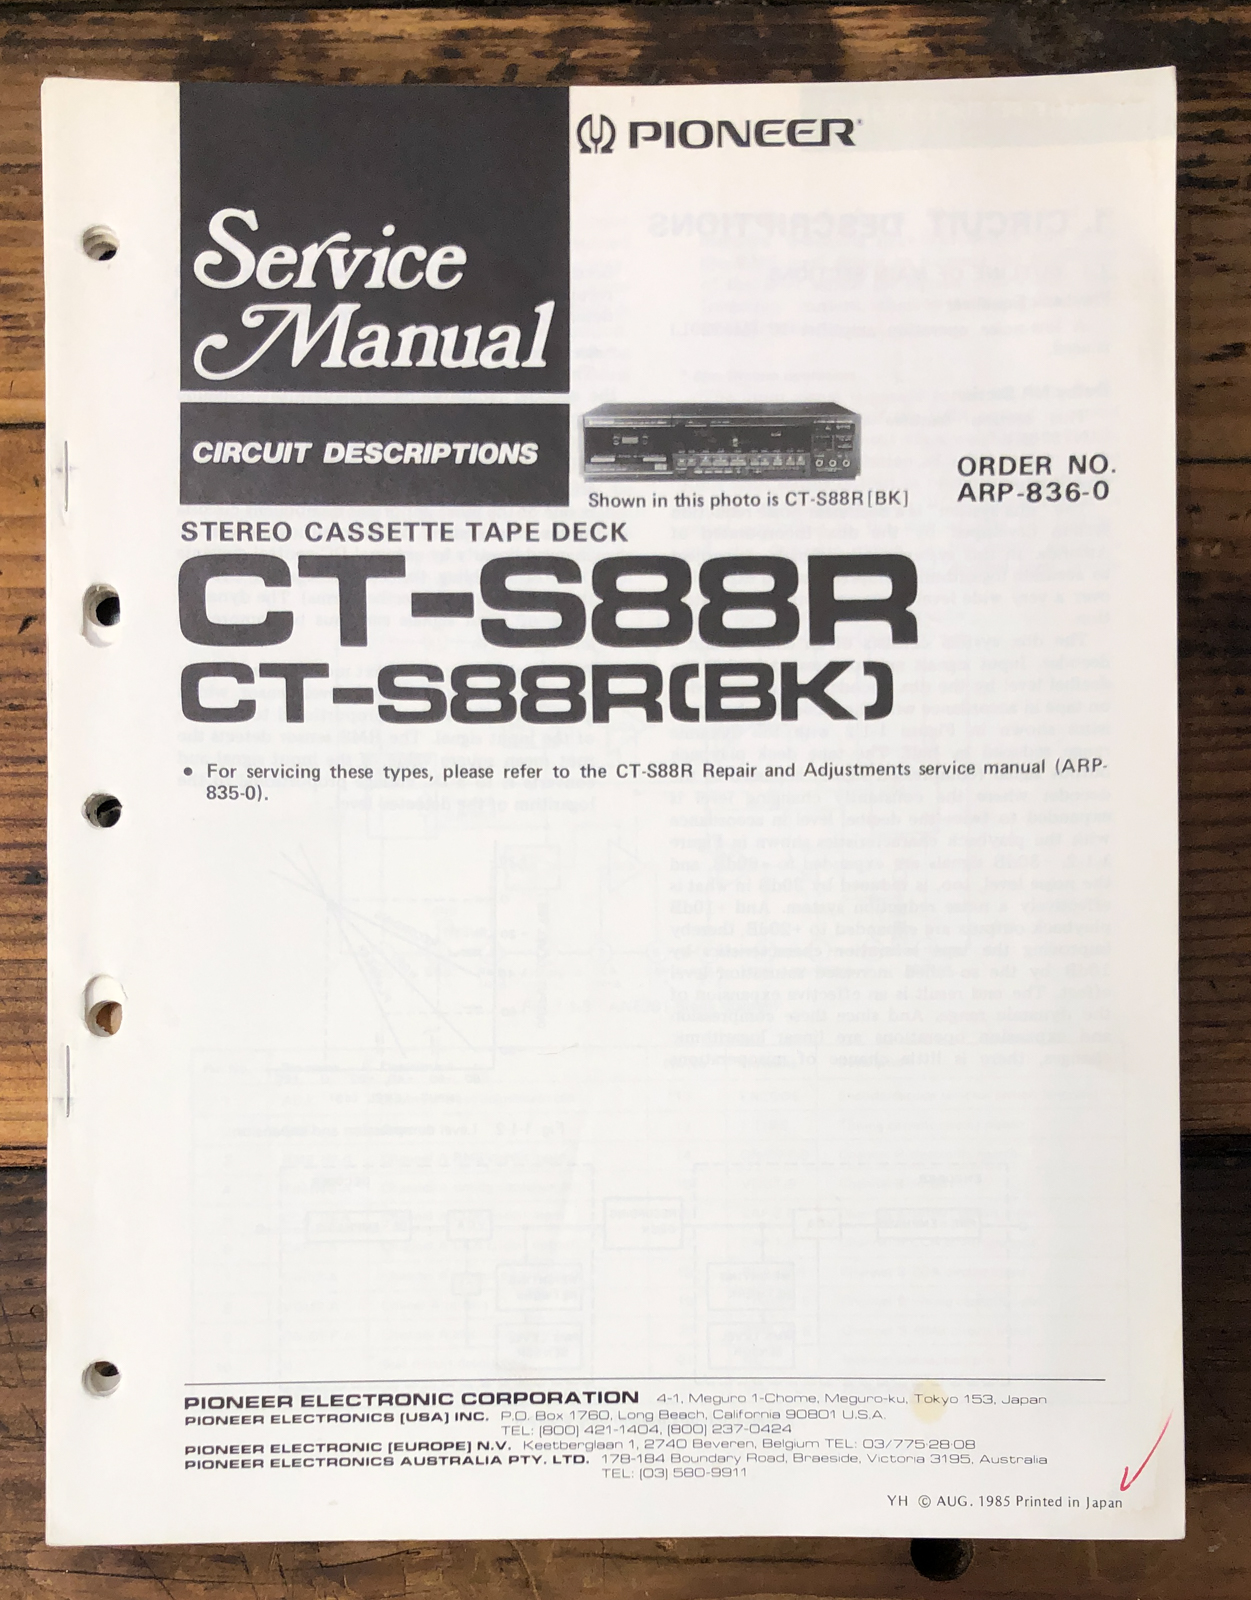 PIONEER®
Service
Manual
CIRCUIT DESCRIPTIONS
Shown in this photo is CT-S88R[BK]
ORDER NO.
ARP-836-0
STEREO CASSETTE TAPE DECK
CT-S88R
CT-S88R(BK)
● For servicing these types, please refer to the CT-S88R Repair and Adjustments service manual (ARP-
835-0).
PIONEER ELECTRONIC CORPORATION 4-1, Meguro 1-Chome, Meguro-ku, Tokyo 153, Japan
PIONEER ELECTRONICS [USA] INC. P.O. Box 1760, Long Beach, California 90801 U.S.A.
TEL: [800] 421-1404, [800] 237-0424
PIONEER ELECTRONIC [EUROPE] N.V. Keetberglaan 1, 2740 Beveren, Belgium TEL: 03/775·28·08
PIONEER ELECTRONICS AUSTRALIA PTY. LTD. 178-184 Boundary Road, Braeside, Victoria 3195, Australia
TEL: [03] 580-9911
YH © AUG. 1985 Printed in Japan